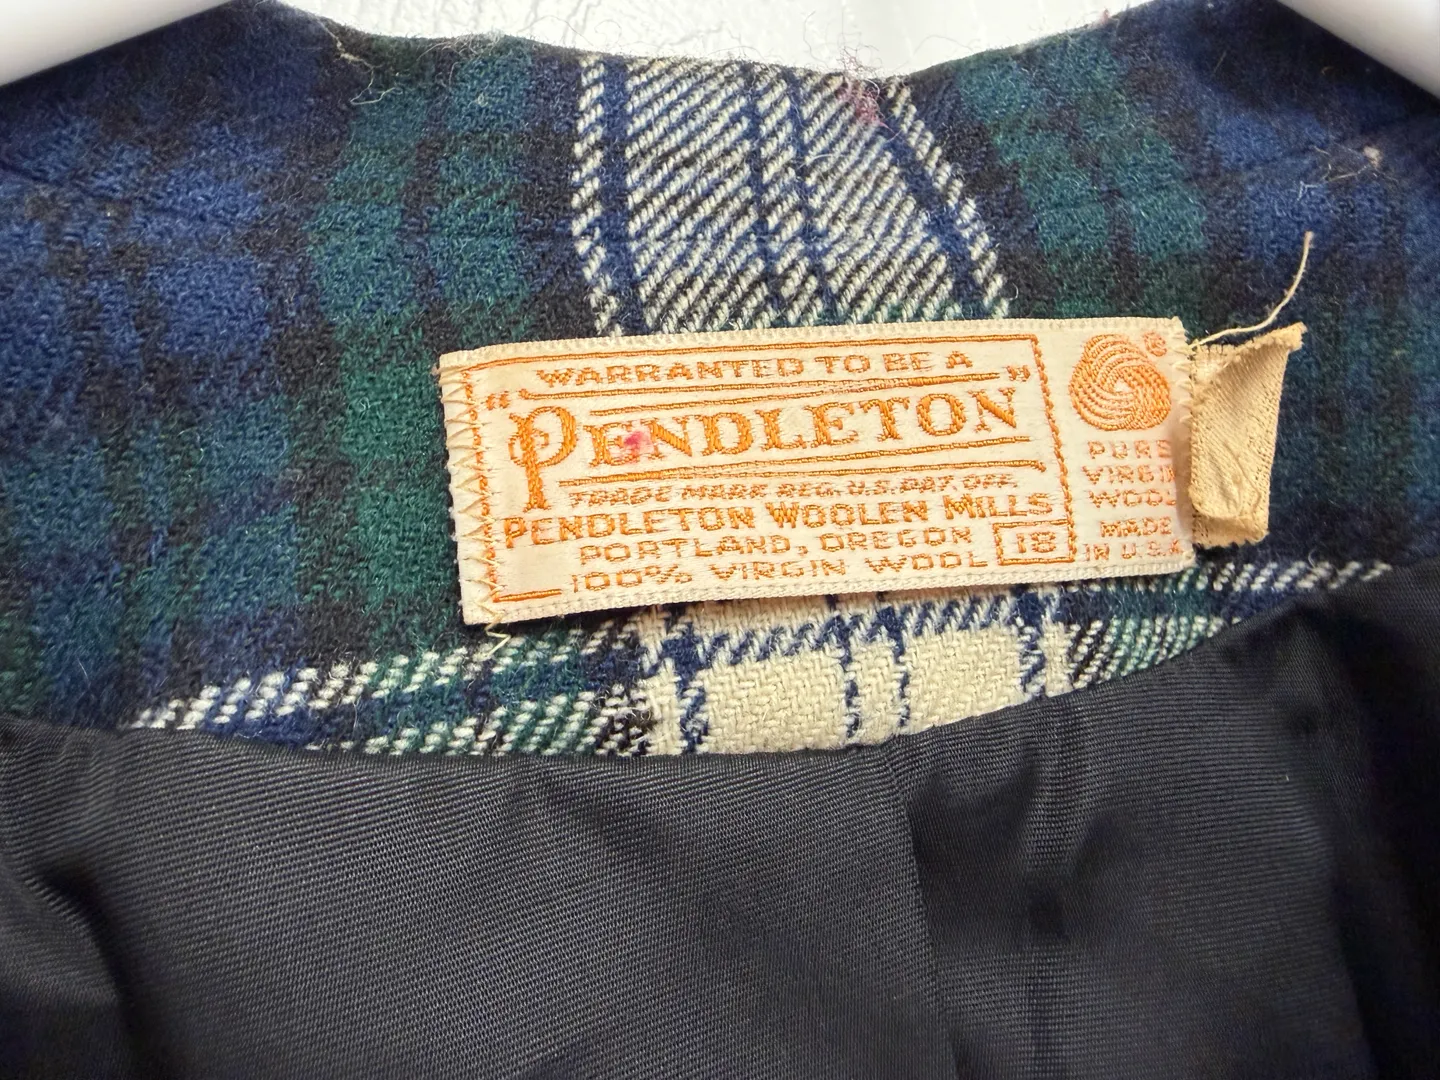 WARRANTED TO BE A
"PENDLETON"
TRADE MARK REG. U.S. PAT. OFF.
PENDLETON WOOLEN MILLS
PORTLAND, OREGON
100% VIRGIN WOOL
18
®
PURE
VIRGIN
WOOL
MADE
IN U.S.A